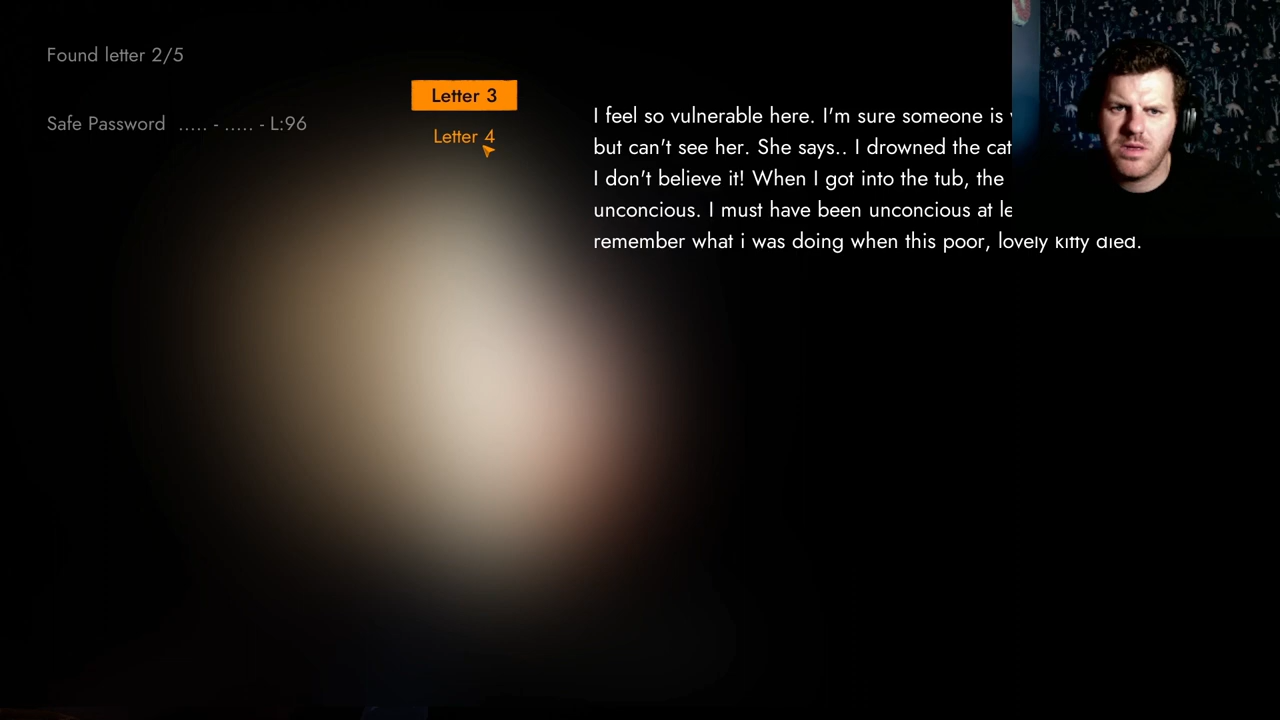 Found letter 2/5
Safe Password ..... - ..... - L:96
Letter 3
Letter 4
I feel so vulnerable here. I'm sure someone is
but can't see her. She says.. I drowned the cat
I don't believe it! When I got into the tub, the
unconcious. I must have been unconcious at
remember what i was doing when this poor, lovely kitty died.